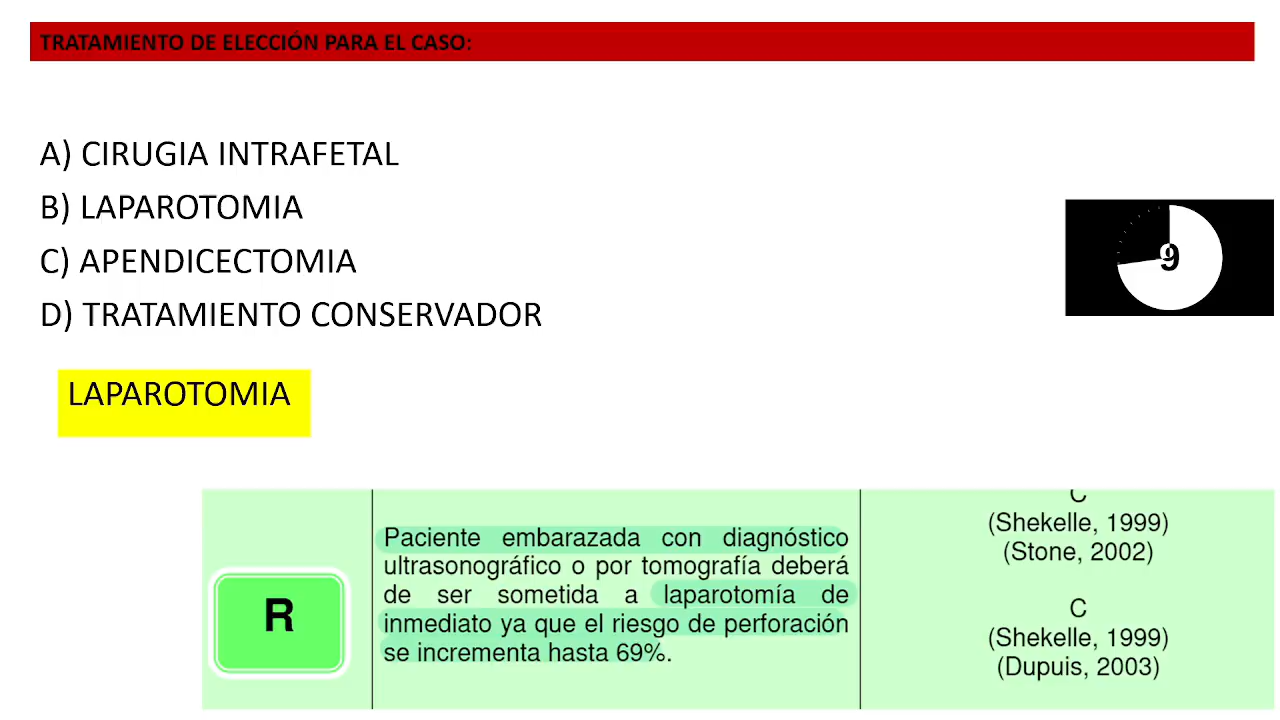 TRATAMIENTO DE ELECCIÓN PARA EL CASO:
A) CIRUGIA INTRAFETAL
B) LAPAROTOMIA
C) APENDICECTOMIA
D) TRATAMIENTO CONSERVADOR
9
LAPAROTOMIA
R
Paciente embarazada con diagnóstico
ultrasonográfico o por tomografía deberá
de ser sometida a laparotomía de
inmediato ya que el riesgo de perforación
se incrementa hasta 69%.
C
(Shekelle, 1999)
(Stone, 2002)
C
(Shekelle, 1999)
(Dupuis, 2003)